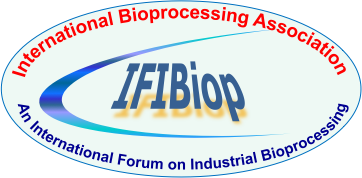 International Bioprocessing Association
IFIBiop
An International Forum on Industrial Bioprocessing